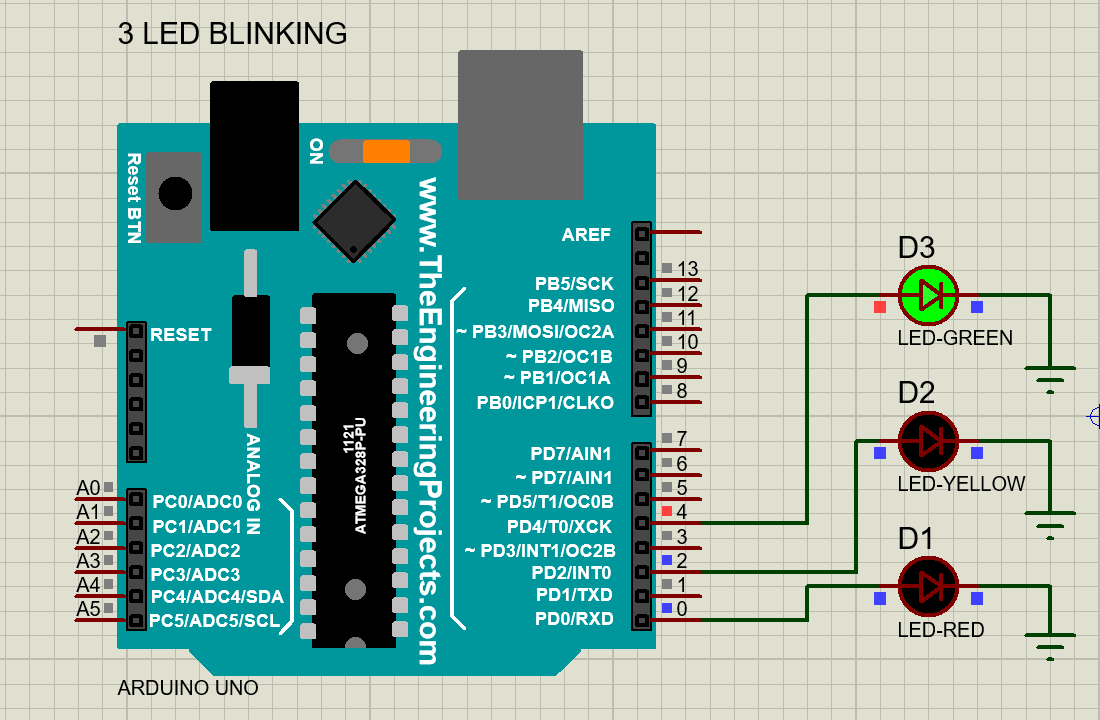 3 LED BLINKING
Reset BTN
ON
www.TheEngineeringProjects.com
RESET
ANALOG IN
1121
ATMEGA328P-PU
A0
A1
A2
A3
A4
A5
PC0/ADC0
PC1/ADC1
PC2/ADC2
PC3/ADC3
PC4/ADC4/SDA
PC5/ADC5/SCL
AREF
PB5/SCK 13
PB4/MISO 12
~ PB3/MOSI/OC2A 11
~ PB2/OC1B 10
~ PB1/OC1A 9
PB0/ICP1/CLKO 8
PD7/AIN1 7
~ PD7/AIN1 6
~ PD5/T1/OC0B 5
PD4/T0/XCK 4
~ PD3/INT1/OC2B 3
PD2/INT0 2
PD1/TXD 1
PD0/RXD 0
D3
LED-GREEN
D2
LED-YELLOW
D1
LED-RED
ARDUINO UNO